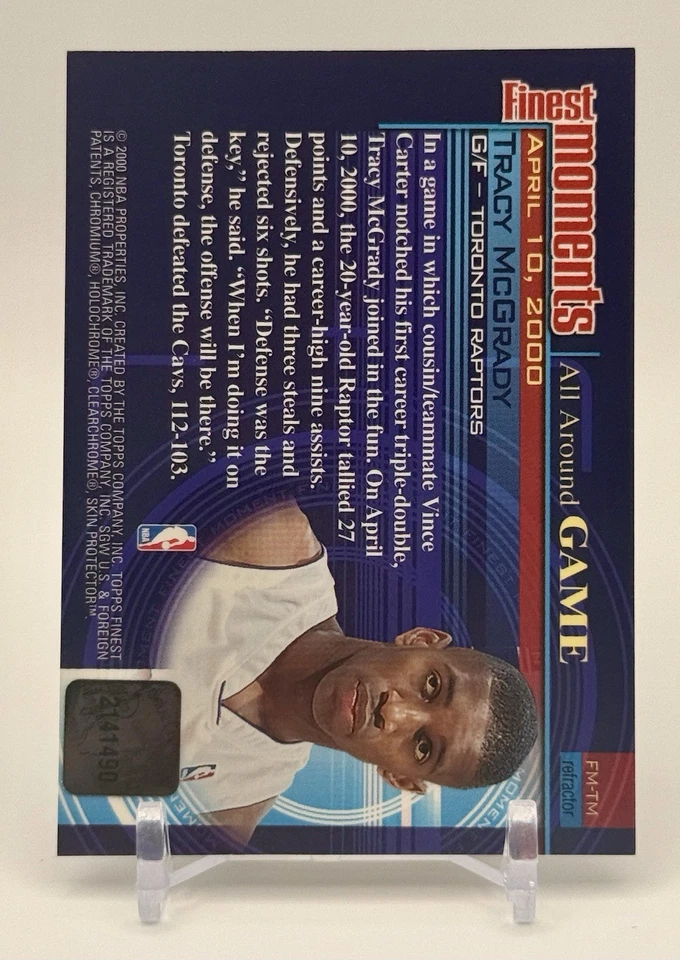 Finest
moments
All Around GAME
FM-TM
refractor
APRIL 10, 2000
TRACY McGRADY
G/F – TORONTO RAPTORS
In a game in which cousin/teammate Vince
Carter notched his first career triple-double,
Tracy McGrady joined in the fun. On April
10, 2000, the 20-year-old Raptor tallied 27
points and a career-high nine assists.
Defensively, he had three steals and
rejected six shots. “Defense was the
key,” he said. “When I’m doing it on
defense, the offense will be there.”
Toronto defeated the Cavs, 112-103.
NBA
© 2000 NBA PROPERTIES, INC. CREATED BY THE TOPPS COMPANY, INC. TOPPS FINEST
IS A REGISTERED TRADEMARK OF THE TOPPS COMPANY, INC. SGW U.S. & FOREIGN
PATENTS, CHROMIUM®, HOLOCHROME®, CLEARCHROME®, SKIN PROTECTOR™.
2141490